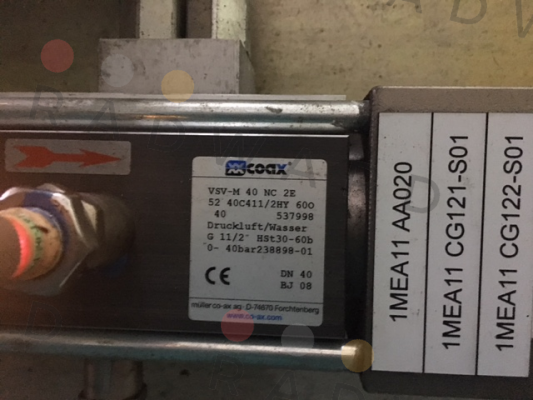 coax®
VSV-M 40 NC 2E
52 40C411/2HY 600
40 537998
Druckluft/Wasser
G 11/2" HSt30-60b
0- 40bar238898-01
CE DN 40
BJ 08
müller co-ax ag · D-74670 Forchtenberg
www.co-ax.com
1MEA11 AA020
1MEA11 CG121-S01
1MEA11 CG122-S01